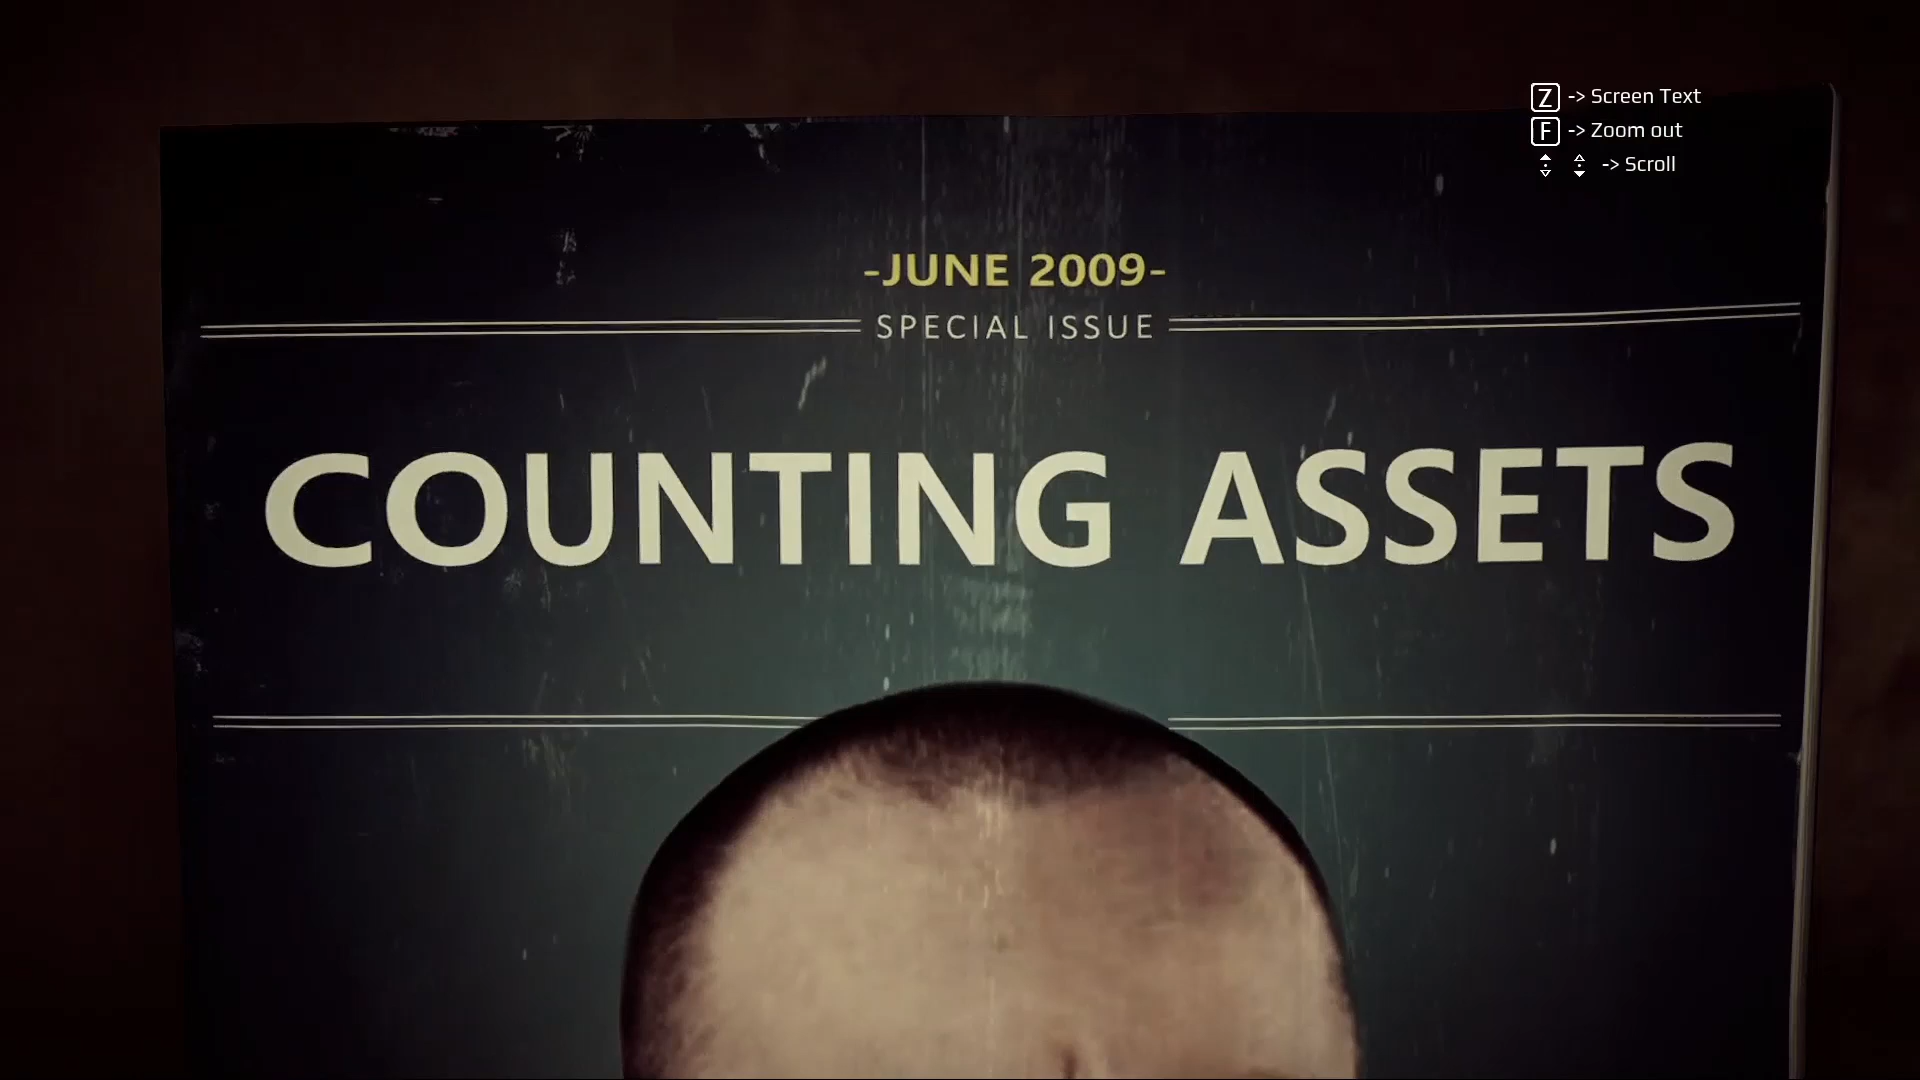 Z -> Screen Text
F -> Zoom out
-> Scroll
-JUNE 2009-
SPECIAL ISSUE
COUNTING ASSETS